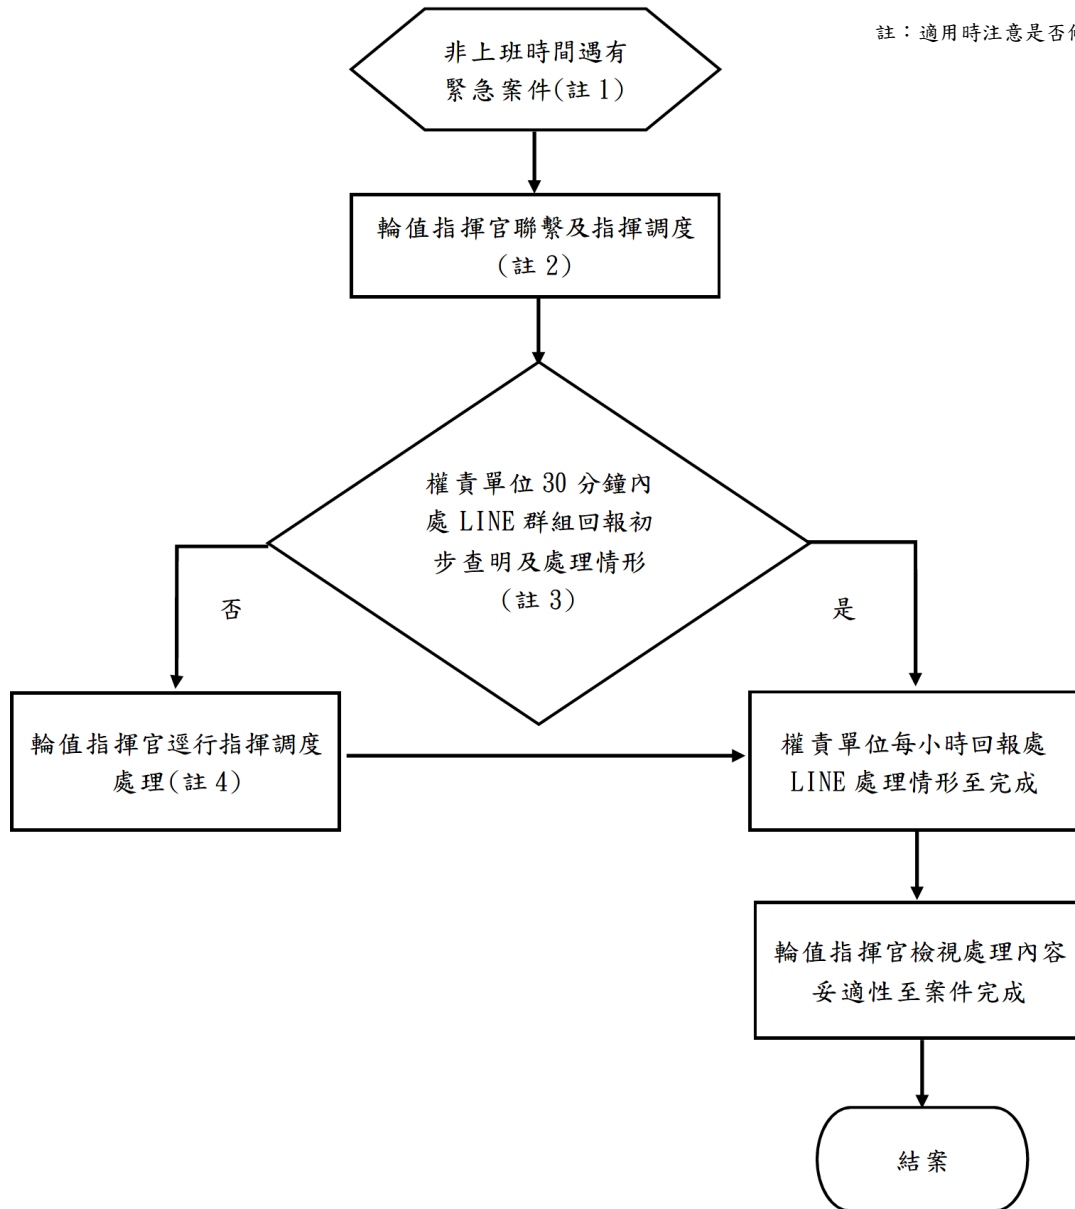 註：適用時注意是否
非上班時間遇有
緊急案件(註 1)
輪值指揮官聯繫及指揮調度
(註 2)
權責單位 30 分鐘內
處 LINE 群組回報初
步查明及處理情形
(註 3)
否
是
輪值指揮官逕行指揮調度
處理(註 4)
權責單位每小時回報處
LINE 處理情形至完成
輪值指揮官檢視處理內容
妥適性至案件完成
結案